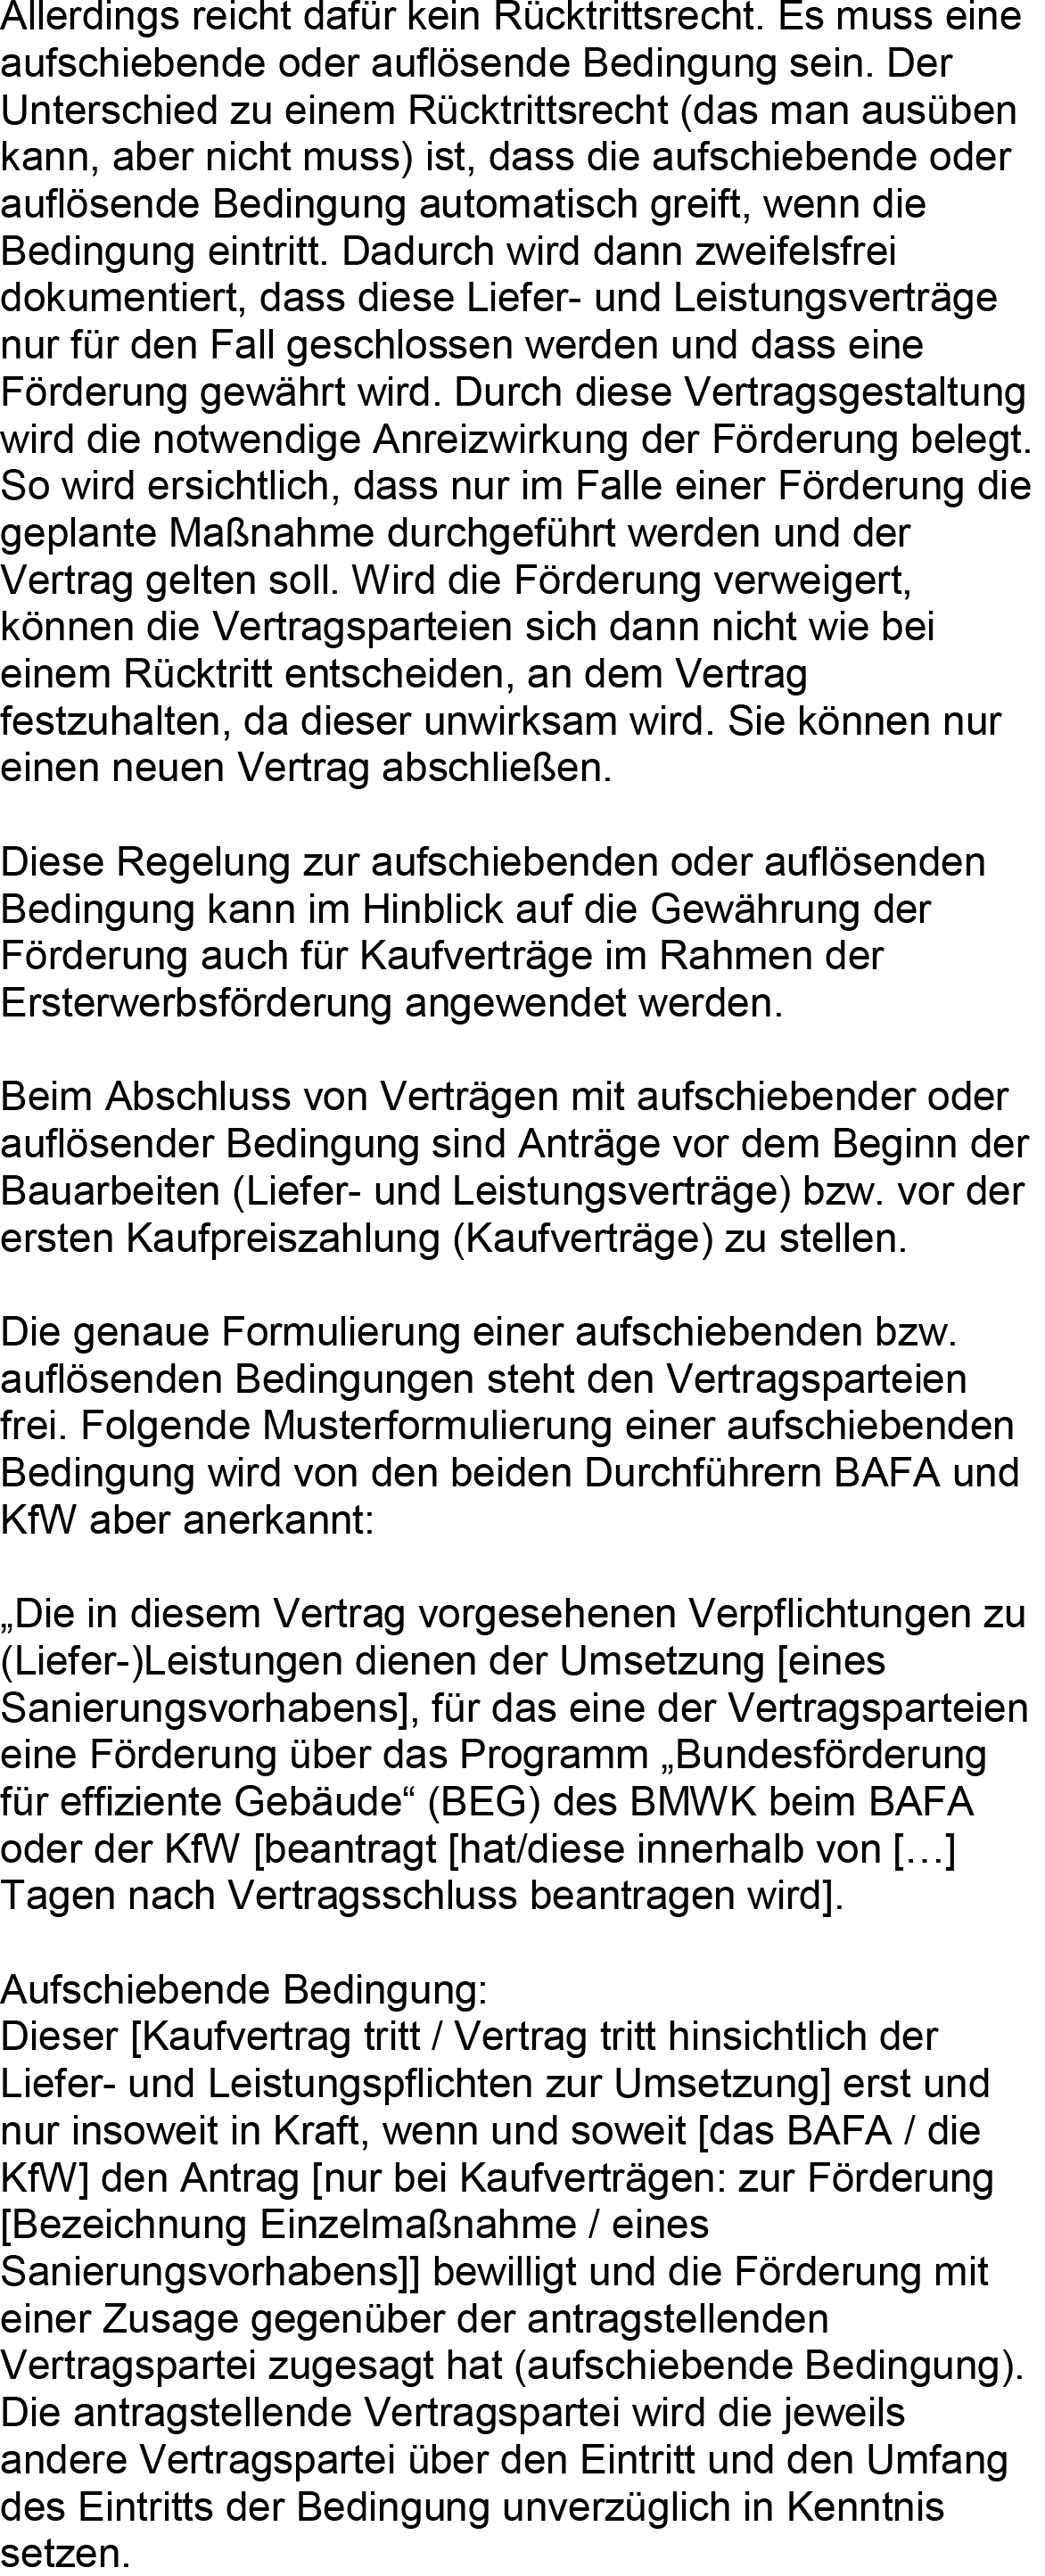 Allerdings reicht dafür kein Rücktrittsrecht. Es muss eine
aufschiebende oder auflösende Bedingung sein. Der
Unterschied zu einem Rücktrittsrecht (das man ausüben
kann, aber nicht muss) ist, dass die aufschiebende oder
auflösende Bedingung automatisch greift, wenn die
Bedingung eintritt. Dadurch wird dann zweifelsfrei
dokumentiert, dass diese Liefer- und Leistungsverträge
nur für den Fall geschlossen werden und dass eine
Förderung gewährt wird. Durch diese Vertragsgestaltung
wird die notwendige Anreizwirkung der Förderung belegt.
So wird ersichtlich, dass nur im Falle einer Förderung die
geplante Maßnahme durchgeführt werden und der
Vertrag gelten soll. Wird die Förderung verweigert,
können die Vertragsparteien sich dann nicht wie bei
einem Rücktritt entscheiden, an dem Vertrag
festzuhalten, da dieser unwirksam wird. Sie können nur
einen neuen Vertrag abschließen.
Diese Regelung zur aufschiebenden oder auflösenden
Bedingung kann im Hinblick auf die Gewährung der
Förderung auch für Kaufverträge im Rahmen der
Ersterwerbsförderung angewendet werden.
Beim Abschluss von Verträgen mit aufschiebender oder
auflösender Bedingung sind Anträge vor dem Beginn der
Bauarbeiten (Liefer- und Leistungsverträge) bzw. vor der
ersten Kaufpreiszahlung (Kaufverträge) zu stellen.
Die genaue Formulierung einer aufschiebenden bzw.
auflösenden Bedingungen steht den Vertragsparteien
frei. Folgende Musterformulierung einer aufschiebenden
Bedingung wird von den beiden Durchführern BAFA und
KfW aber anerkannt:
„Die in diesem Vertrag vorgesehenen Verpflichtungen zu
(Liefer-)Leistungen dienen der Umsetzung [eines
Sanierungsvorhabens], für das eine der Vertragsparteien
eine Förderung über das Programm „Bundesförderung
für effiziente Gebäude“ (BEG) des BMWK beim BAFA
oder der KfW [beantragt [hat/diese innerhalb von […]
Tagen nach Vertragsschluss beantragen wird].
Aufschiebende Bedingung:
Dieser [Kaufvertrag tritt / Vertrag tritt hinsichtlich der
Liefer- und Leistungspflichten zur Umsetzung] erst und
nur insoweit in Kraft, wenn und soweit [das BAFA / die
KfW] den Antrag [nur bei Kaufverträgen: zur Förderung
[Bezeichnung Einzelmaßnahme / eines
Sanierungsvorhabens]] bewilligt und die Förderung mit
einer Zusage gegenüber der antragstellenden
Vertragspartei zugesagt hat (aufschiebende Bedingung).
Die antragstellende Vertragspartei wird die jeweils
andere Vertragspartei über den Eintritt und den Umfang
des Eintritts der Bedingung unverzüglich in Kenntnis
setzen.